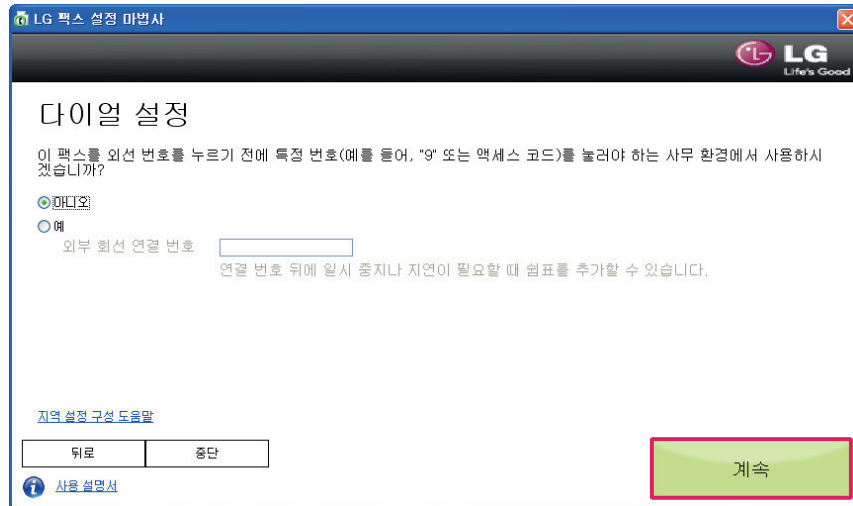 LG 팩스 설정 마법사
LG
Life's Good
다이얼 설정
이 팩스를 외선 번호를 누르기 전에 특정 번호(예를 들어, "9" 또는 액세스 코드)를 눌러야 하는 사무 환경에서 사용하시
겠습니까?
아니오
예
외부 회선 연결 번호
연결 번호 뒤에 일시 중지나 지연이 필요할 때 쉼표를 추가할 수 있습니다.
지역 설정 구성 도움말
뒤로 중단
계속
사용 설명서